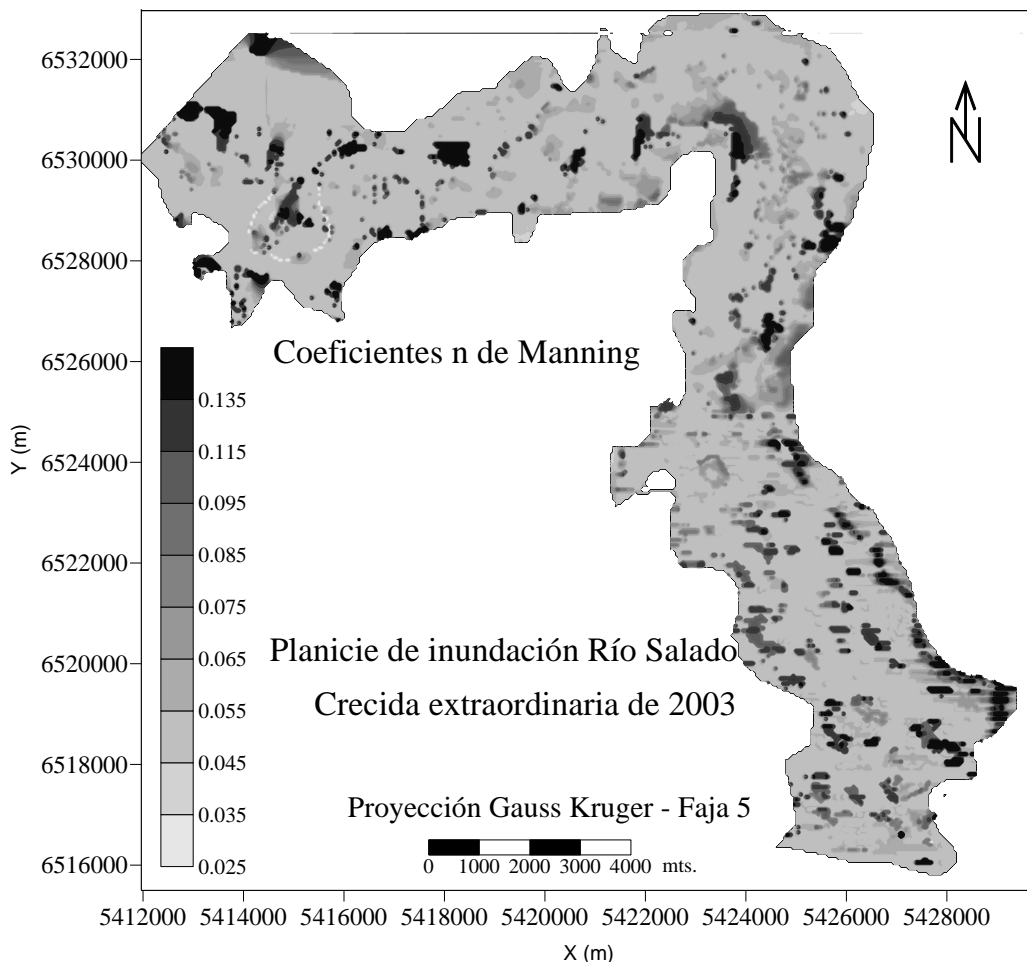 6532000
6530000
6528000
6526000
6524000
6522000
6520000
6518000
6516000
Y (m)
N
Coeficientes n de Manning
0.135
0.115
0.095
0.085
0.075
0.065
0.055
0.045
0.035
0.025
Planicie de inundación Río Salado
Crecida extraordinaria de 2003
Proyección Gauss Kruger - Faja 5
0 1000 2000 3000 4000 mts.
5412000 5414000 5416000 5418000 5420000 5422000 5424000 5426000 5428000
X (m)